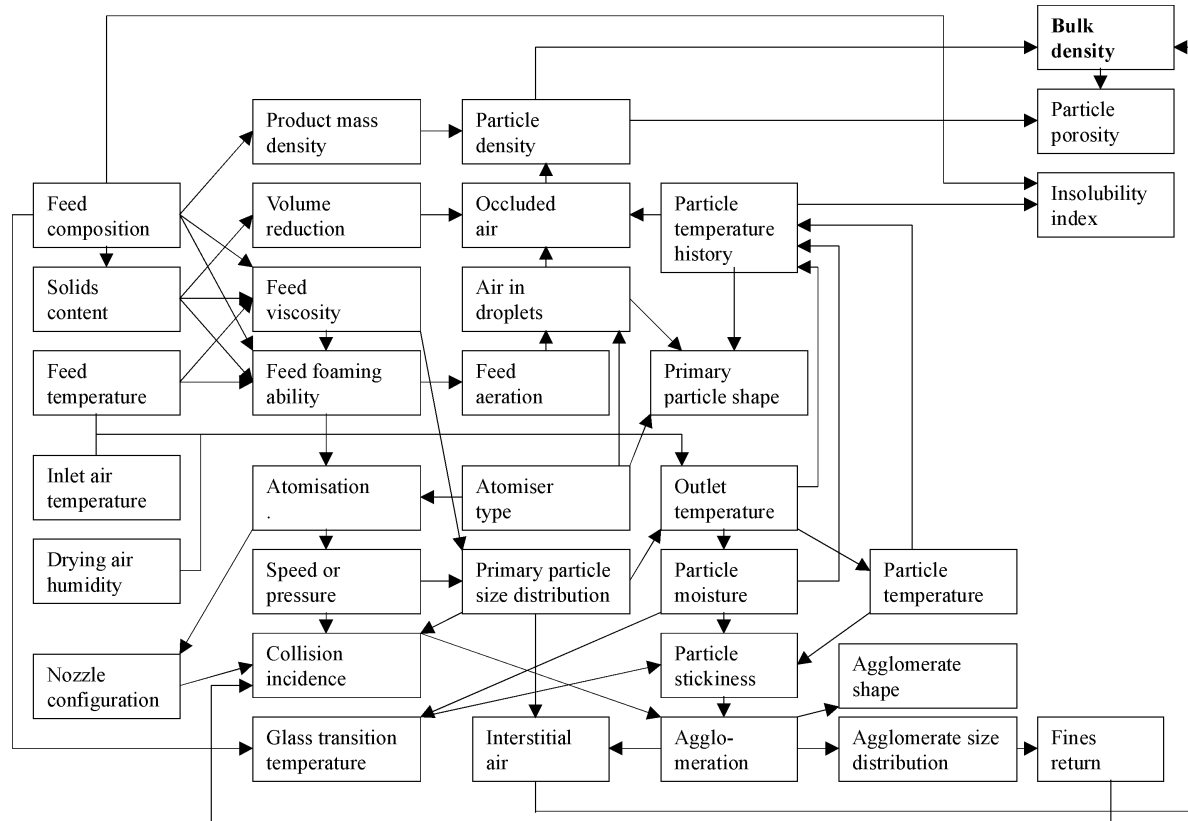 Bulk
density
Product mass
density
Particle
density
Particle
porosity
Feed
composition
Volume
reduction
Occluded
air
Particle
temperature
history
Insolubility
index
Solids
content
Feed
viscosity
Air in
droplets
Feed
temperature
Feed foaming
ability
Feed
aeration
Primary
particle shape
Inlet air
temperature
Atomisation
.
Atomiser
type
Outlet
temperature
Drying air
humidity
Speed or
pressure
Primary particle
size distribution
Particle
moisture
Particle
temperature
Nozzle
configuration
Collision
incidence
Particle
stickiness
Agglomerate
shape
Glass transition
temperature
Interstitial
air
Agglo-
meration
Agglomerate size
distribution
Fines
return